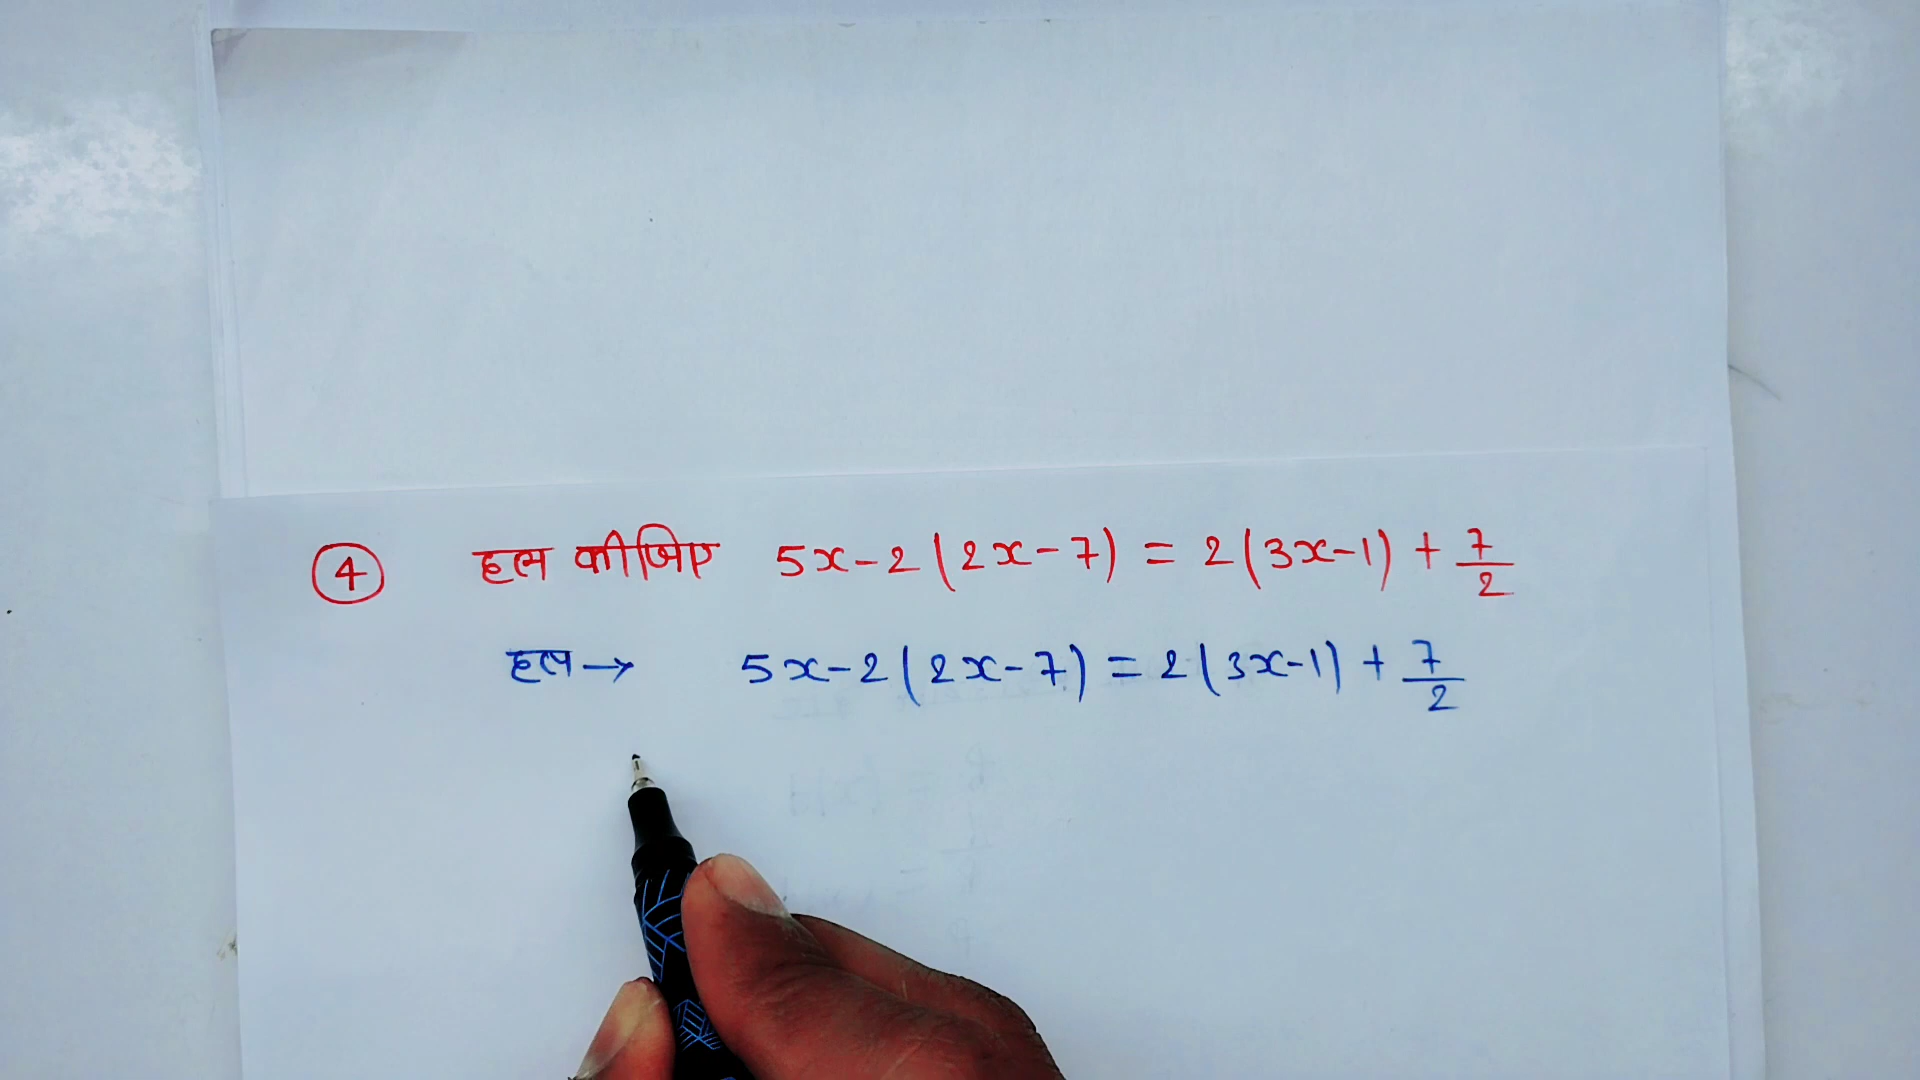 ④ हल कीजिए 5x-2(2x-7) = 2(3x-1) + 7/2
हल→ 5x-2(2x-7) = 2(3x-1) + 7/2